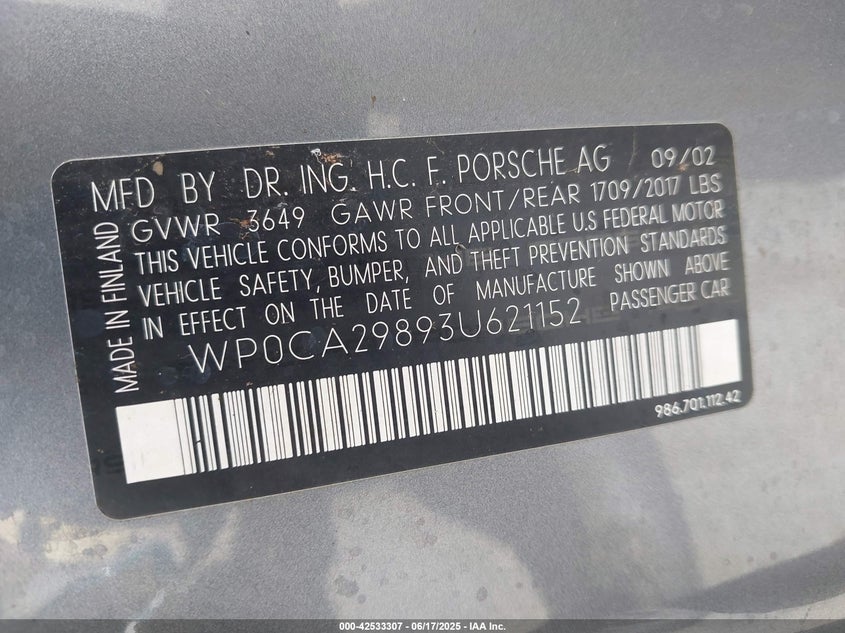 MFD BY DR. ING. H.C. F. PORSCHE AG 09/02
GVWR 3649 GAWR FRONT/REAR 1709/2017 LBS
THIS VEHICLE CONFORMS TO ALL APPLICABLE U.S FEDERAL MOTOR
VEHICLE SAFETY, BUMPER, AND THEFT PREVENTION STANDARDS
IN EFFECT ON THE DATE OF MANUFACTURE SHOWN ABOVE
WP0CA29893U621152 PASSENGER CAR
MADE IN FINLAND
986.701.112.42
000-42533307 - 06/17/2025 - IAA Inc.